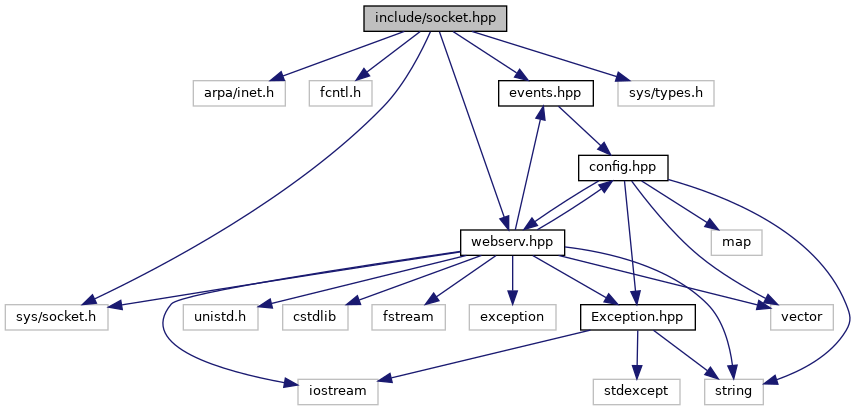 include/socket.hpp
arpa/inet.h
fcntl.h
events.hpp
sys/types.h
config.hpp
webserv.hpp
map
sys/socket.h
unistd.h
cstdlib
fstream
exception
Exception.hpp
vector
iostream
stdexcept
string